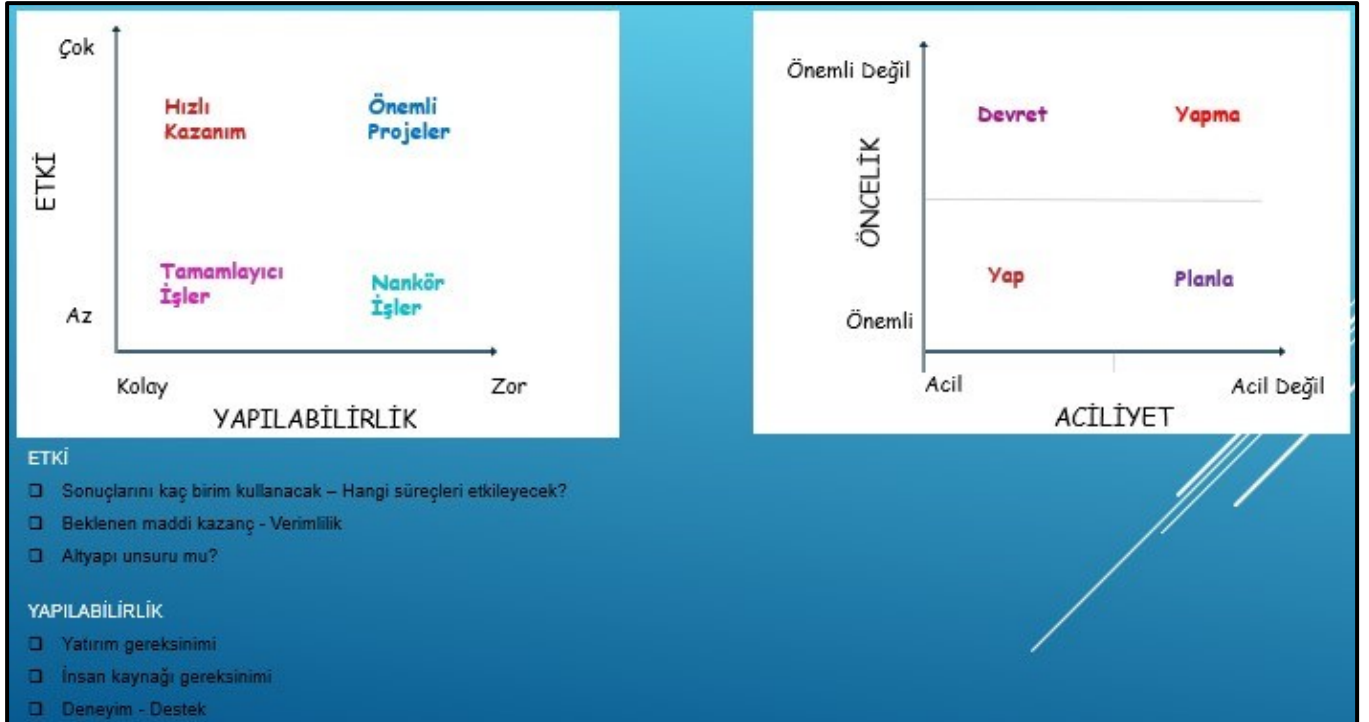 Çok
ETKİ
Hızlı
Kazanım
Önemli
Projeler
Tamamlayıcı
İşler
Nankör
İşler
Az
Kolay
Zor
YAPILABİLİRLİK
Önemli Değil
ÖNCELİK
Devret
Yapma
Yap
Planla
Önemli
Acil
Acil Değil
ACİLİYET
ETKİ
Sonuçlarını kaç birim kullanacak – Hangi süreçleri etkileyecek?
Beklenen maddi kazanç - Verimlilik
Altyapı unsuru mu?
YAPILABİLİRLİK
Yatırım gereksinimi
İnsan kaynağı gereksinimi
Deneyim - Destek